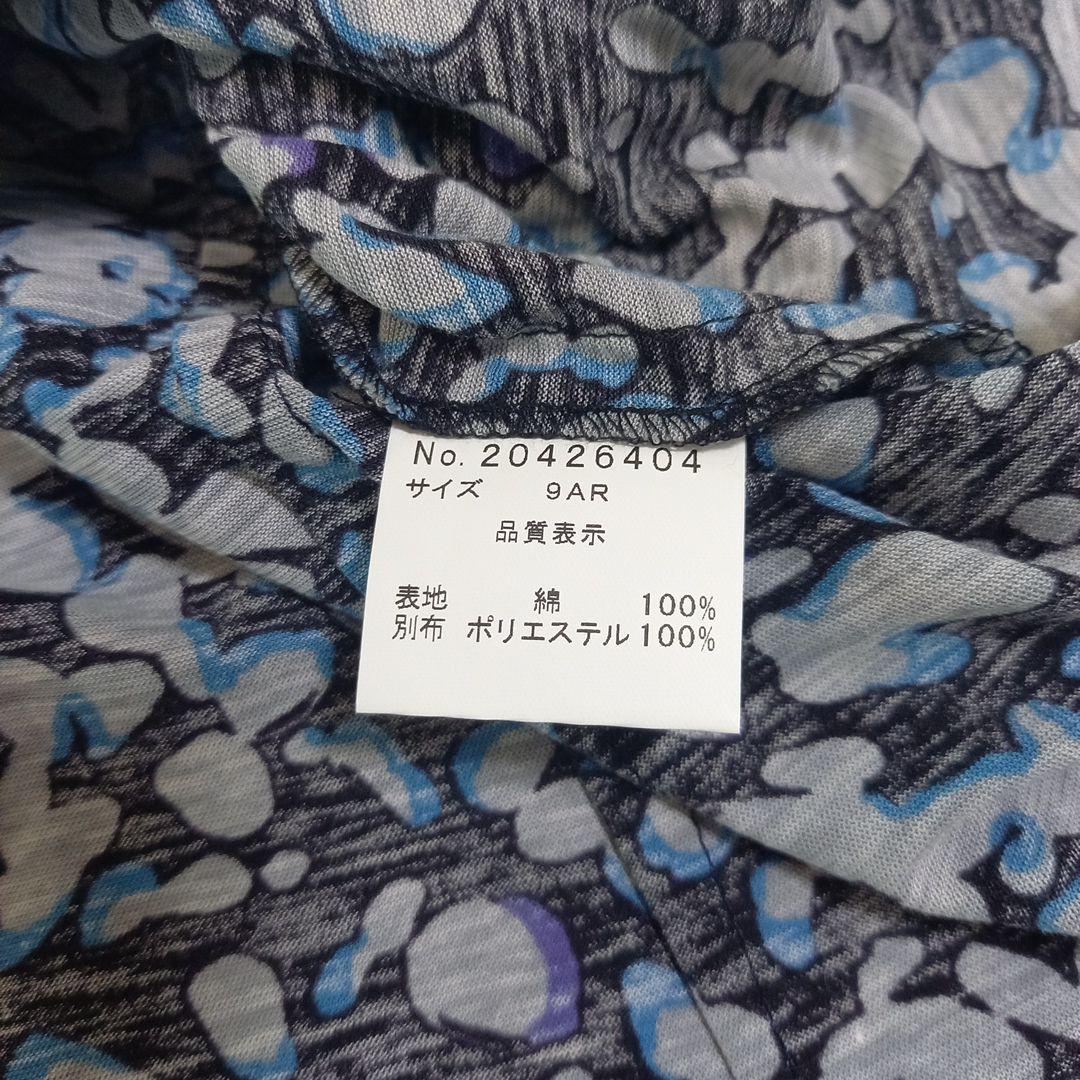 No. 20426404
サイズ 9AR
品質表示
表地 綿 100%
別布 ポリエステル 100%